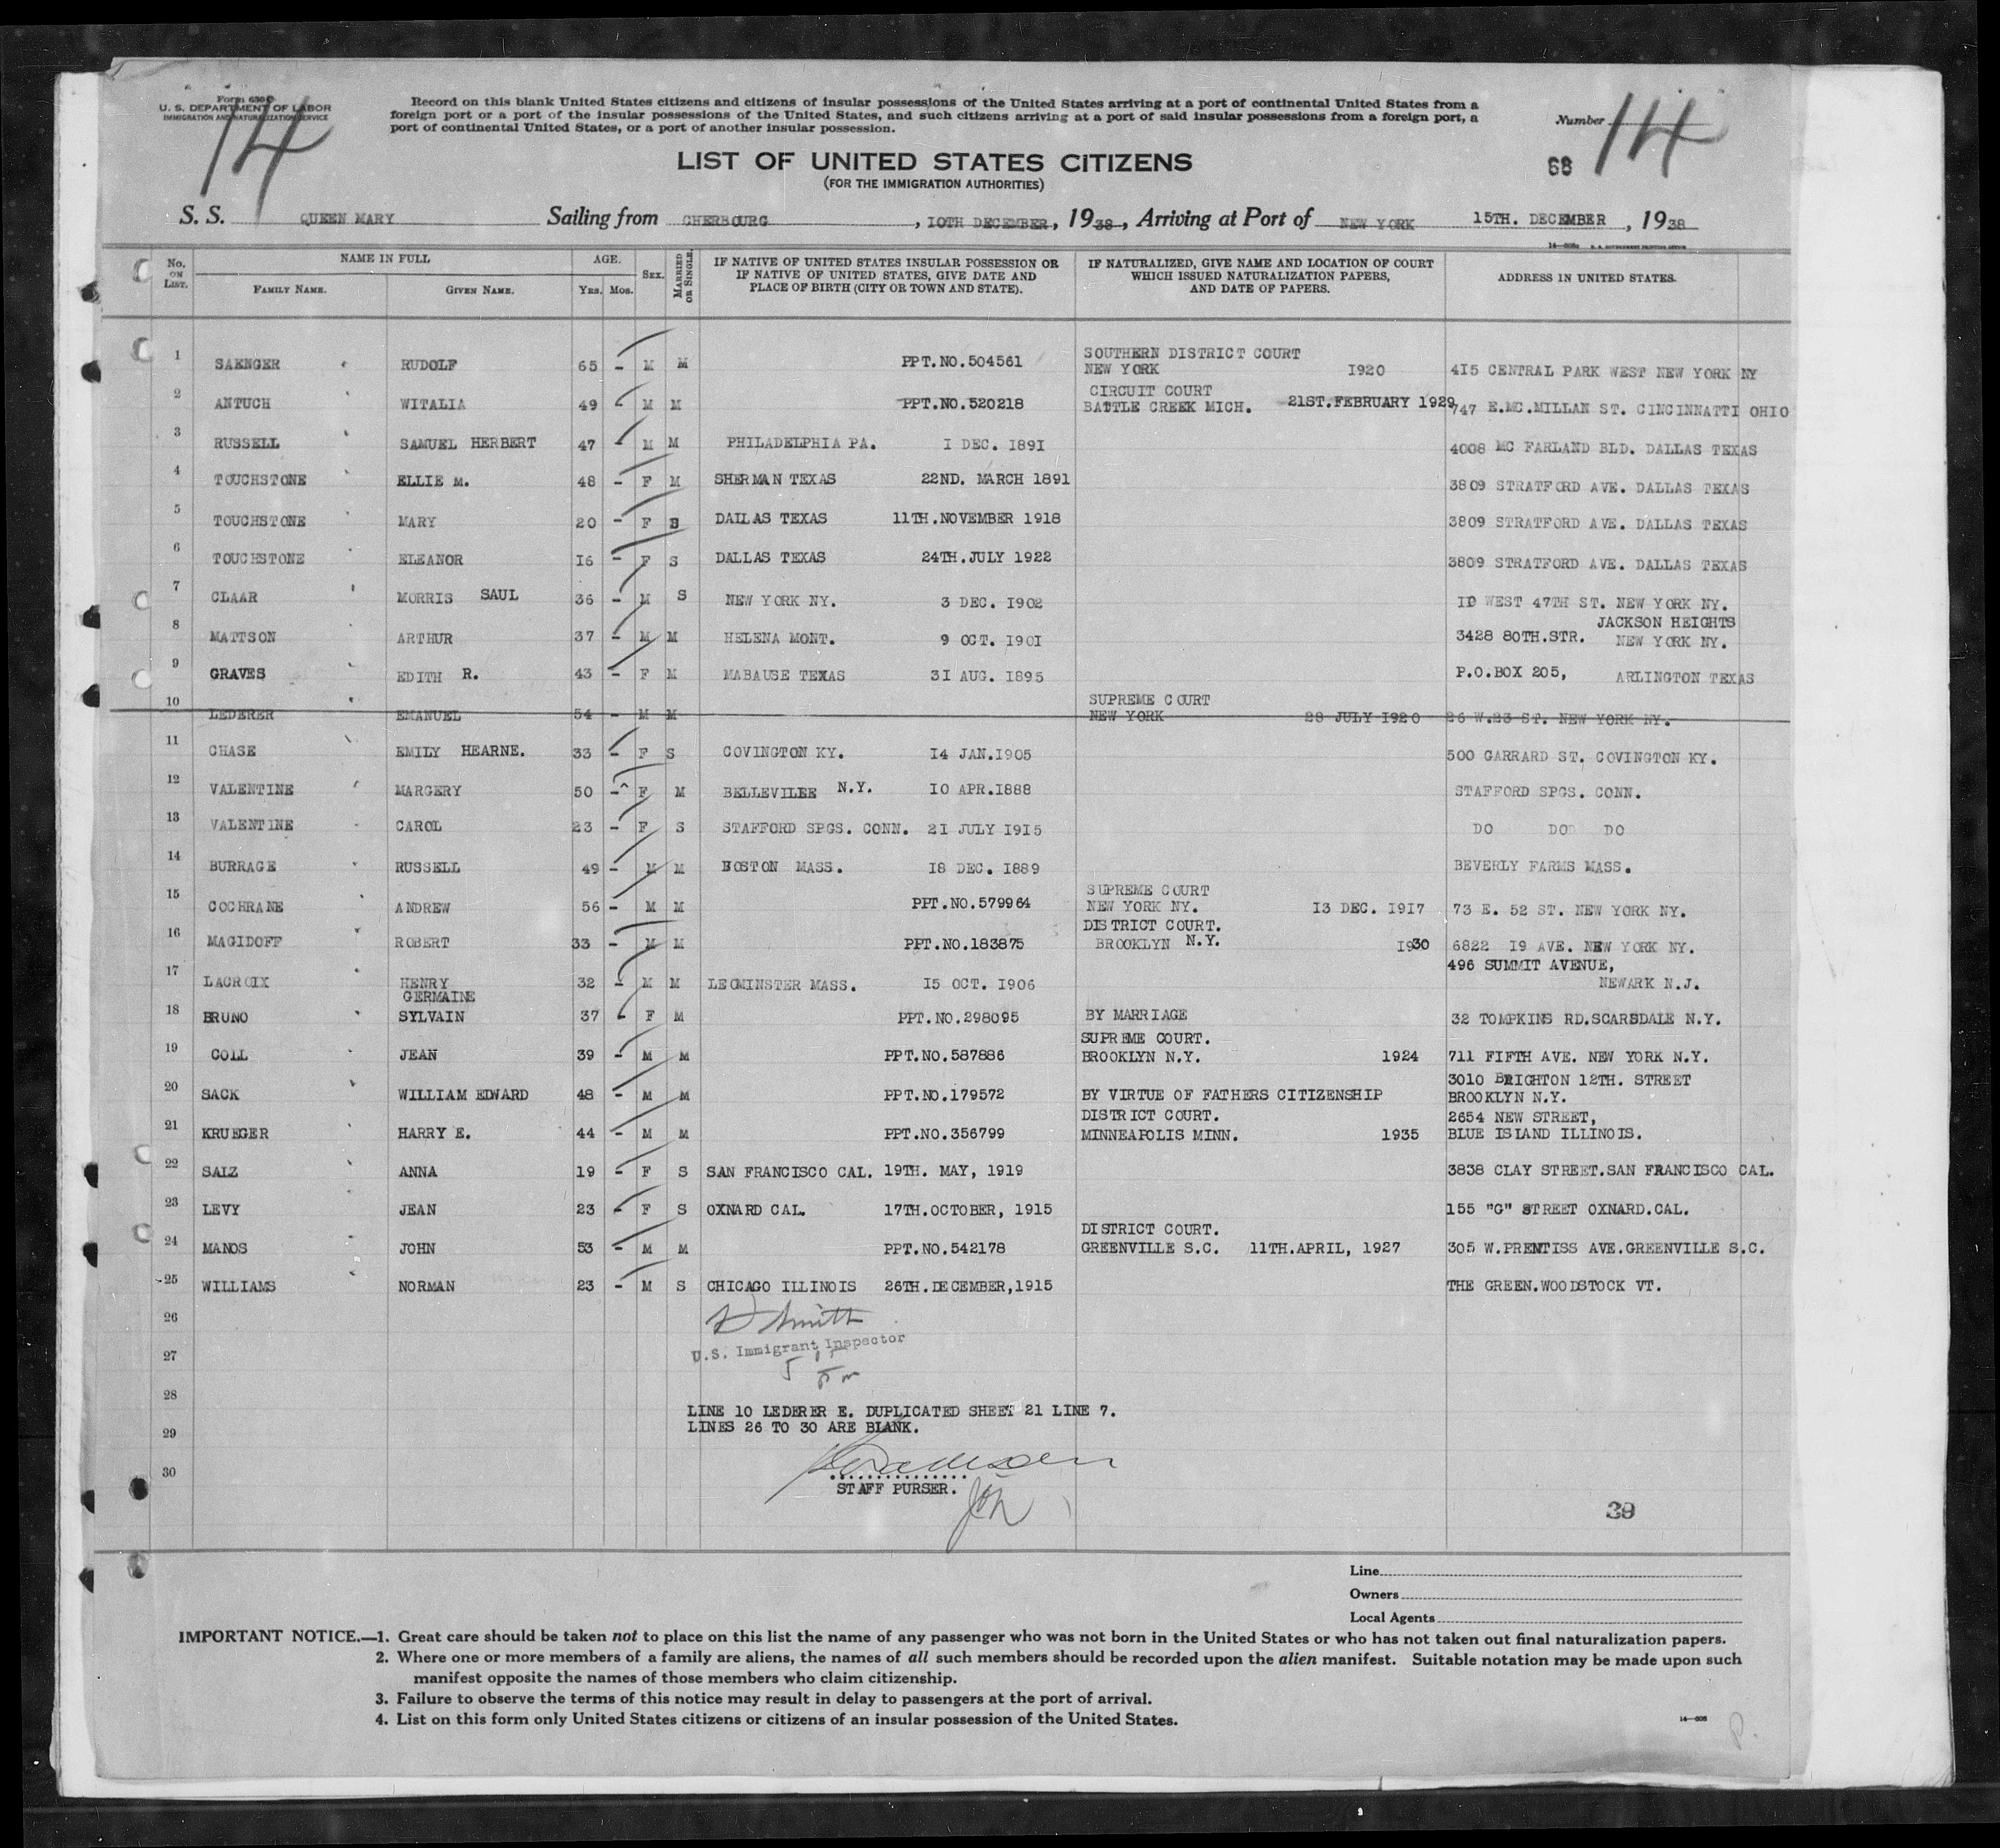 Form 630 C
U. S. DEPARTMENT OF LABOR
IMMIGRATION AND NATURALIZATION SERVICE
14
Record on this blank United States citizens and citizens of insular possessions of the United States arriving at a port of continental United States from a
foreign port or a port of the insular possessions of the United States, and such citizens arriving at a port of said insular possessions from a foreign port, a
port of continental United States, or a port of another insular possession.
Number 14
LIST OF UNITED STATES CITIZENS
(FOR THE IMMIGRATION AUTHORITIES)
68
S. S. QUEEN MARY Sailing from CHERBOURG, 10TH DECEMBER, 1938, Arriving at Port of NEW YORK 15TH. DECEMBER, 1938
No. ON LIST. NAME IN FULL FAMILY NAME. GIVEN NAME. AGE. YRS. MOS. SEX. MARRIED OR SINGLE IF NATIVE OF UNITED STATES INSULAR POSSESSION OR IF NATIVE OF UNITED STATES, GIVE DATE AND PLACE OF BIRTH (CITY OR TOWN AND STATE). IF NATURALIZED, GIVE NAME AND LOCATION OF COURT WHICH ISSUED NATURALIZATION PAPERS, AND DATE OF PAPERS. ADDRESS IN UNITED STATES.
1 SAENGER RUDOLF 65 - M M PPT.NO.504561 SOUTHERN DISTRICT COURT NEW YORK 1920 415 CENTRAL PARK WEST NEW YORK NY
2 ANTUCH WITALIA 49 - M M PPT.NO.520218 CIRCUIT COURT BATTLE CREEK MICH. 21ST.FEBRUARY 1929 747 E.MC.MILLAN ST. CINCINNATTI OHIO
3 RUSSELL SAMUEL HERBERT 47 - M M PHILADELPHIA PA. 1 DEC. 1891 4008 MC FARLAND BLD. DALLAS TEXAS
4 TOUCHSTONE ELLIE M. 48 - F M SHERMAN TEXAS 22ND. MARCH 1891 3809 STRATFORD AVE. DALLAS TEXAS
5 TOUCHSTONE MARY 20 - F S DALLAS TEXAS 11TH.NOVEMBER 1918 3809 STRATFORD AVE. DALLAS TEXAS
6 TOUCHSTONE ELEANOR 16 - F S DALLAS TEXAS 24TH.JULY 1922 3809 STRATFORD AVE. DALLAS TEXAS
7 CLAAR MORRIS SAUL 36 - M S NEW YORK NY. 3 DEC. 1902 10 WEST 47TH ST. NEW YORK NY.
8 MATTSON ARTHUR 37 - M M HELENA MONT. 9 OCT. 1901 3428 80TH.STR. JACKSON HEIGHTS NEW YORK NY.
9 GRAVES EDITH R. 43 - F M MABAUSE TEXAS 31 AUG. 1895 P.O.BOX 205, ARLINGTON TEXAS
10 LEDERER EMANUEL 54 - M M SUPREME COURT NEW YORK 28 JULY 1920 26 W.23 ST. NEW YORK NY.
11 CHASE EMILY HEARNE. 33 - F S COVINGTON KY. 14 JAN.1905 500 GARRARD ST. COVINGTON KY.
12 VALENTINE MARGERY 50 - F M BELLEVILLE N.Y. 10 APR.1888 STAFFORD SPGS. CONN.
13 VALENTINE CAROL 23 - F S STAFFORD SPGS. CONN. 21 JULY 1915 DO DO DO
14 BURRAGE RUSSELL 49 - M M BOSTON MASS. 18 DEC. 1889 BEVERLY FARMS MASS.
15 COCHRANE ANDREW 56 - M M PPT.NO.579964 SUPREME COURT NEW YORK NY. 13 DEC. 1917 73 E. 52 ST. NEW YORK NY.
16 MAGIDOFF ROBERT 33 - M M PPT.NO.183875 DISTRICT COURT. BROOKLYN N.Y. 1930 6822 19 AVE. NEW YORK NY.
17 LACROIX HENRY 32 - M M LEOMINSTER MASS. 15 OCT. 1906 496 SUMMIT AVENUE, NEWARK N.J.
18 BRUNO GERMAINE SYLVAIN 37 - F M PPT.NO.298095 BY MARRIAGE 32 TOMPKINS RD.SCARSDALE N.Y.
19 COLL JEAN 39 - M M PPT.NO.587886 SUPREME COURT. BROOKLYN N.Y. 1924 711 FIFTH AVE. NEW YORK N.Y.
20 SACK WILLIAM EDWARD 48 - M M PPT.NO.179572 BY VIRTUE OF FATHERS CITIZENSHIP 3010 BRIGHTON 12TH. STREET BROOKLYN N.Y.
21 KRUEGER HARRY E. 44 - M M PPT.NO.356799 DISTRICT COURT. MINNEAPOLIS MINN. 1935 2654 NEW STREET, BLUE ISLAND ILLINOIS.
22 SALZ ANNA 19 - F S SAN FRANCISCO CAL. 19TH. MAY, 1919 3838 CLAY STREET.SAN FRANCISCO CAL.
23 LEVY JEAN 23 - F S OXNARD CAL. 17TH.OCTOBER, 1915 155 "G" STREET OXNARD.CAL.
24 MANOS JOHN 53 - M M PPT.NO.542178 DISTRICT COURT. GREENVILLE S.C. 11TH.APRIL, 1927 305 W.PRENTISS AVE.GREENVILLE S.C.
25 WILLIAMS NORMAN 23 - M S CHICAGO ILLINOIS 26TH.DECEMBER,1915 THE GREEN.WOODSTOCK VT.
26
Smith
U.S. Immigrant Inspector
27
28
LINE 10 LEDERER E. DUPLICATED SHEET 21 LINE 7.
LINES 26 TO 30 ARE BLANK.
29
30
STAFF PURSER.
39
Line
Owners
Local Agents
IMPORTANT NOTICE.—1. Great care should be taken not to place on this list the name of any passenger who was not born in the United States or who has not taken out final naturalization papers.
2. Where one or more members of a family are aliens, the names of all such members should be recorded upon the alien manifest. Suitable notation may be made upon such
manifest opposite the names of those members who claim citizenship.
3. Failure to observe the terms of this notice may result in delay to passengers at the port of arrival.
4. List on this form only United States citizens or citizens of an insular possession of the United States.